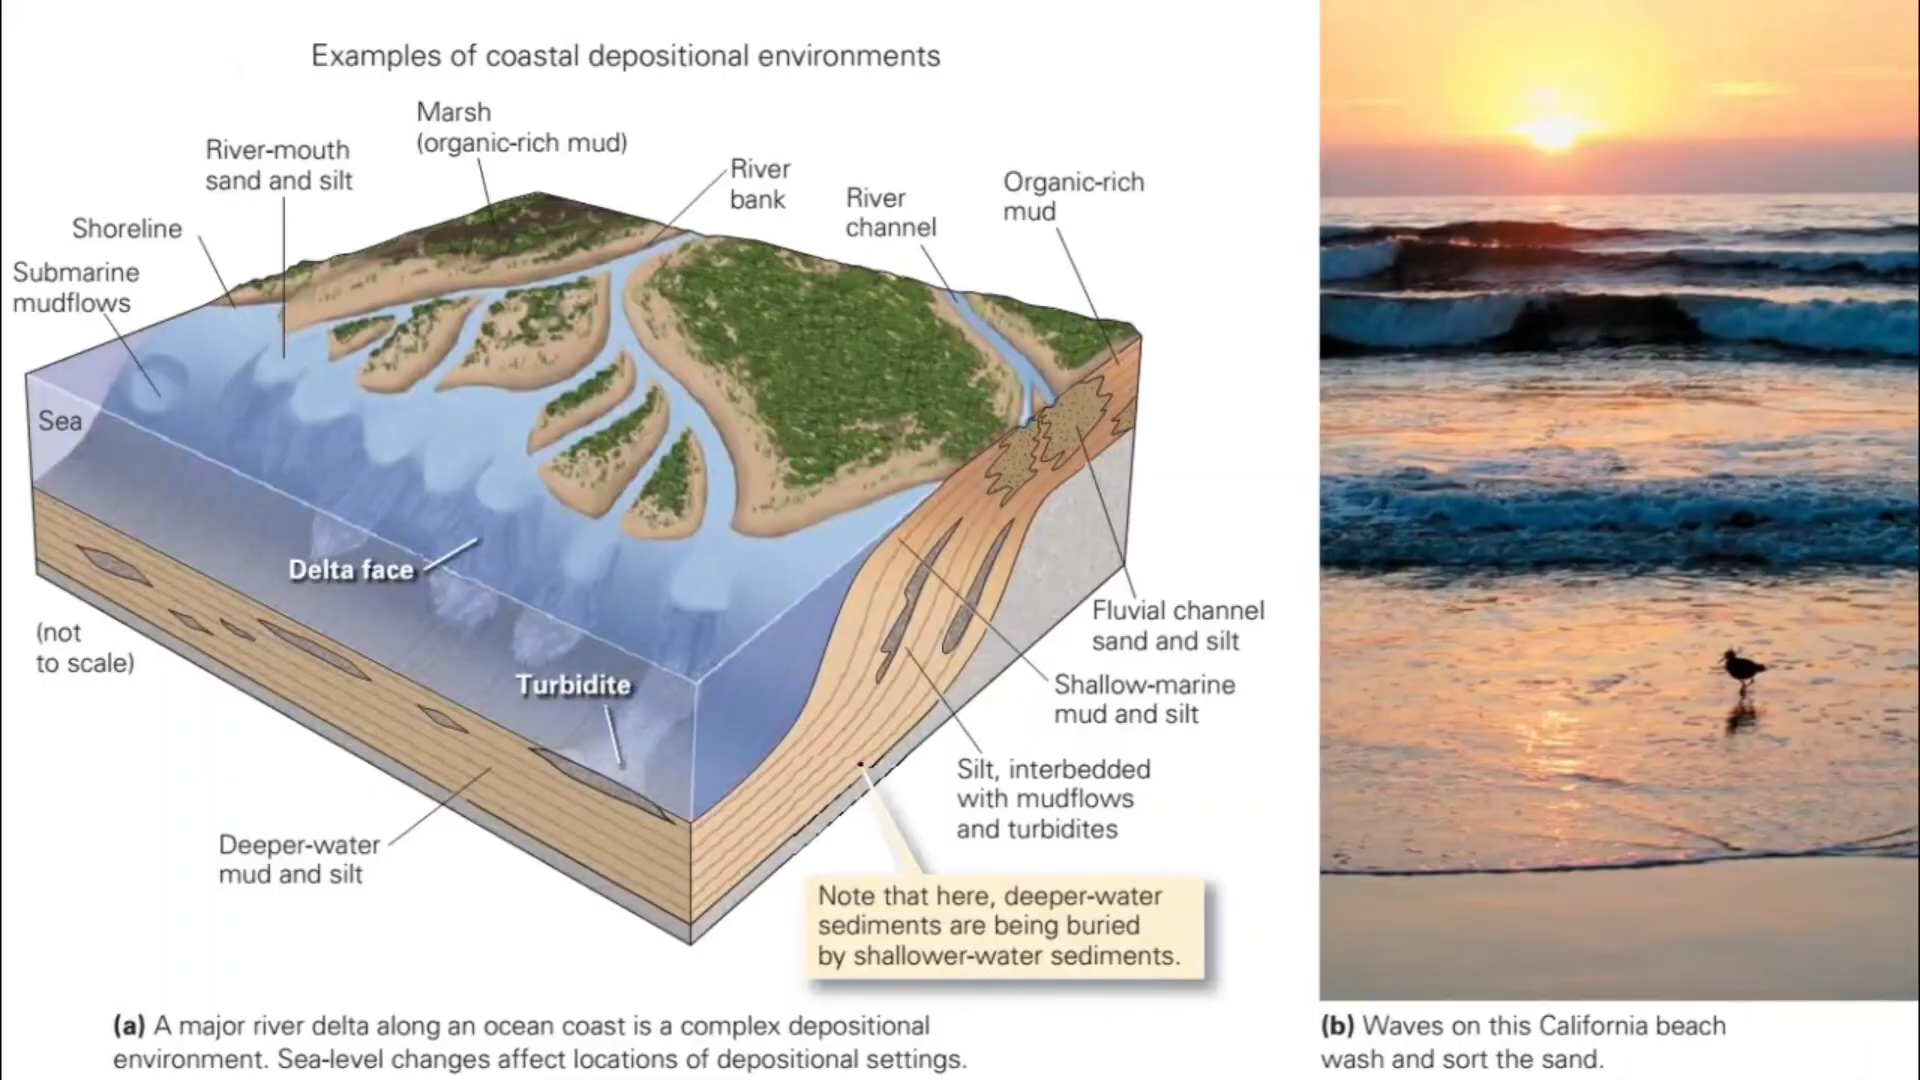 Examples of coastal depositional environments
Marsh
(organic-rich mud)
River-mouth
sand and silt
River
bank
River
channel
Organic-rich
mud
Shoreline
Submarine
mudflows
Sea
Delta face
(not
to scale)
Turbidite
Fluvial channel
sand and silt
Shallow-marine
mud and silt
Silt, interbedded
with mudflows
and turbidites
Deeper-water
mud and silt
Note that here, deeper-water
sediments are being buried
by shallower-water sediments.
(a) A major river delta along an ocean coast is a complex depositional
environment. Sea-level changes affect locations of depositional settings.
(b) Waves on this California beach
wash and sort the sand.